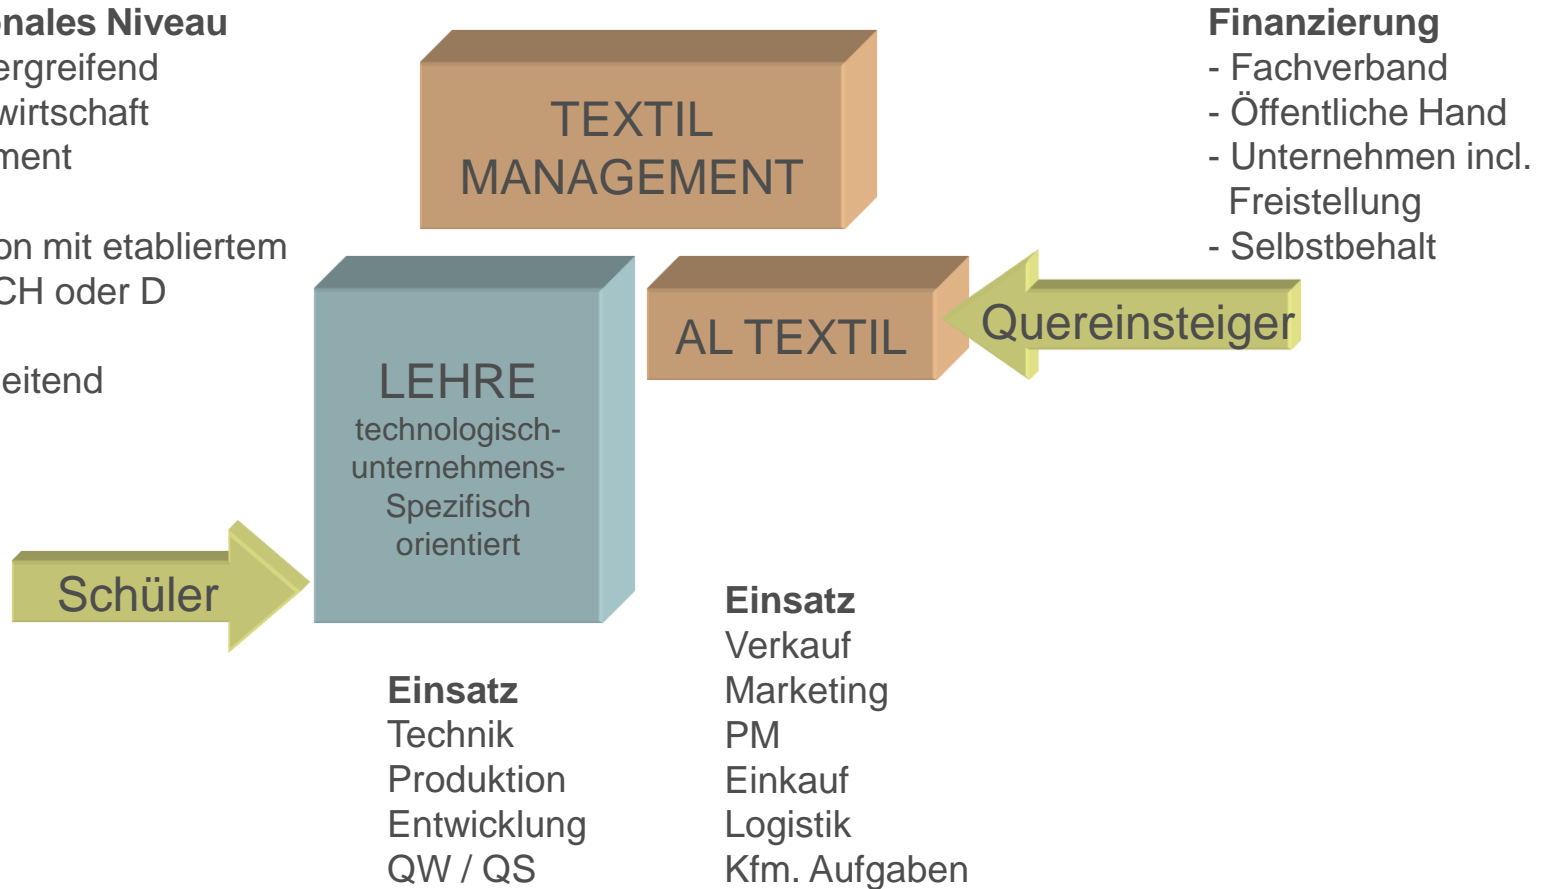 onales Niveau
ergreifend
wirtschaft
ment
on mit etabliertem
CH oder D
eitend
TEXTIL
MANAGEMENT
Finanzierung
- Fachverband
- Öffentliche Hand
- Unternehmen incl.
Freistellung
- Selbstbehalt
LEHRE
technologisch-
unternehmens-
Spezifisch
orientiert
AL TEXTIL
Quereinsteiger
Schüler
Einsatz
Technik
Produktion
Entwicklung
QW / QS
Einsatz
Verkauf
Marketing
PM
Einkauf
Logistik
Kfm. Aufgaben